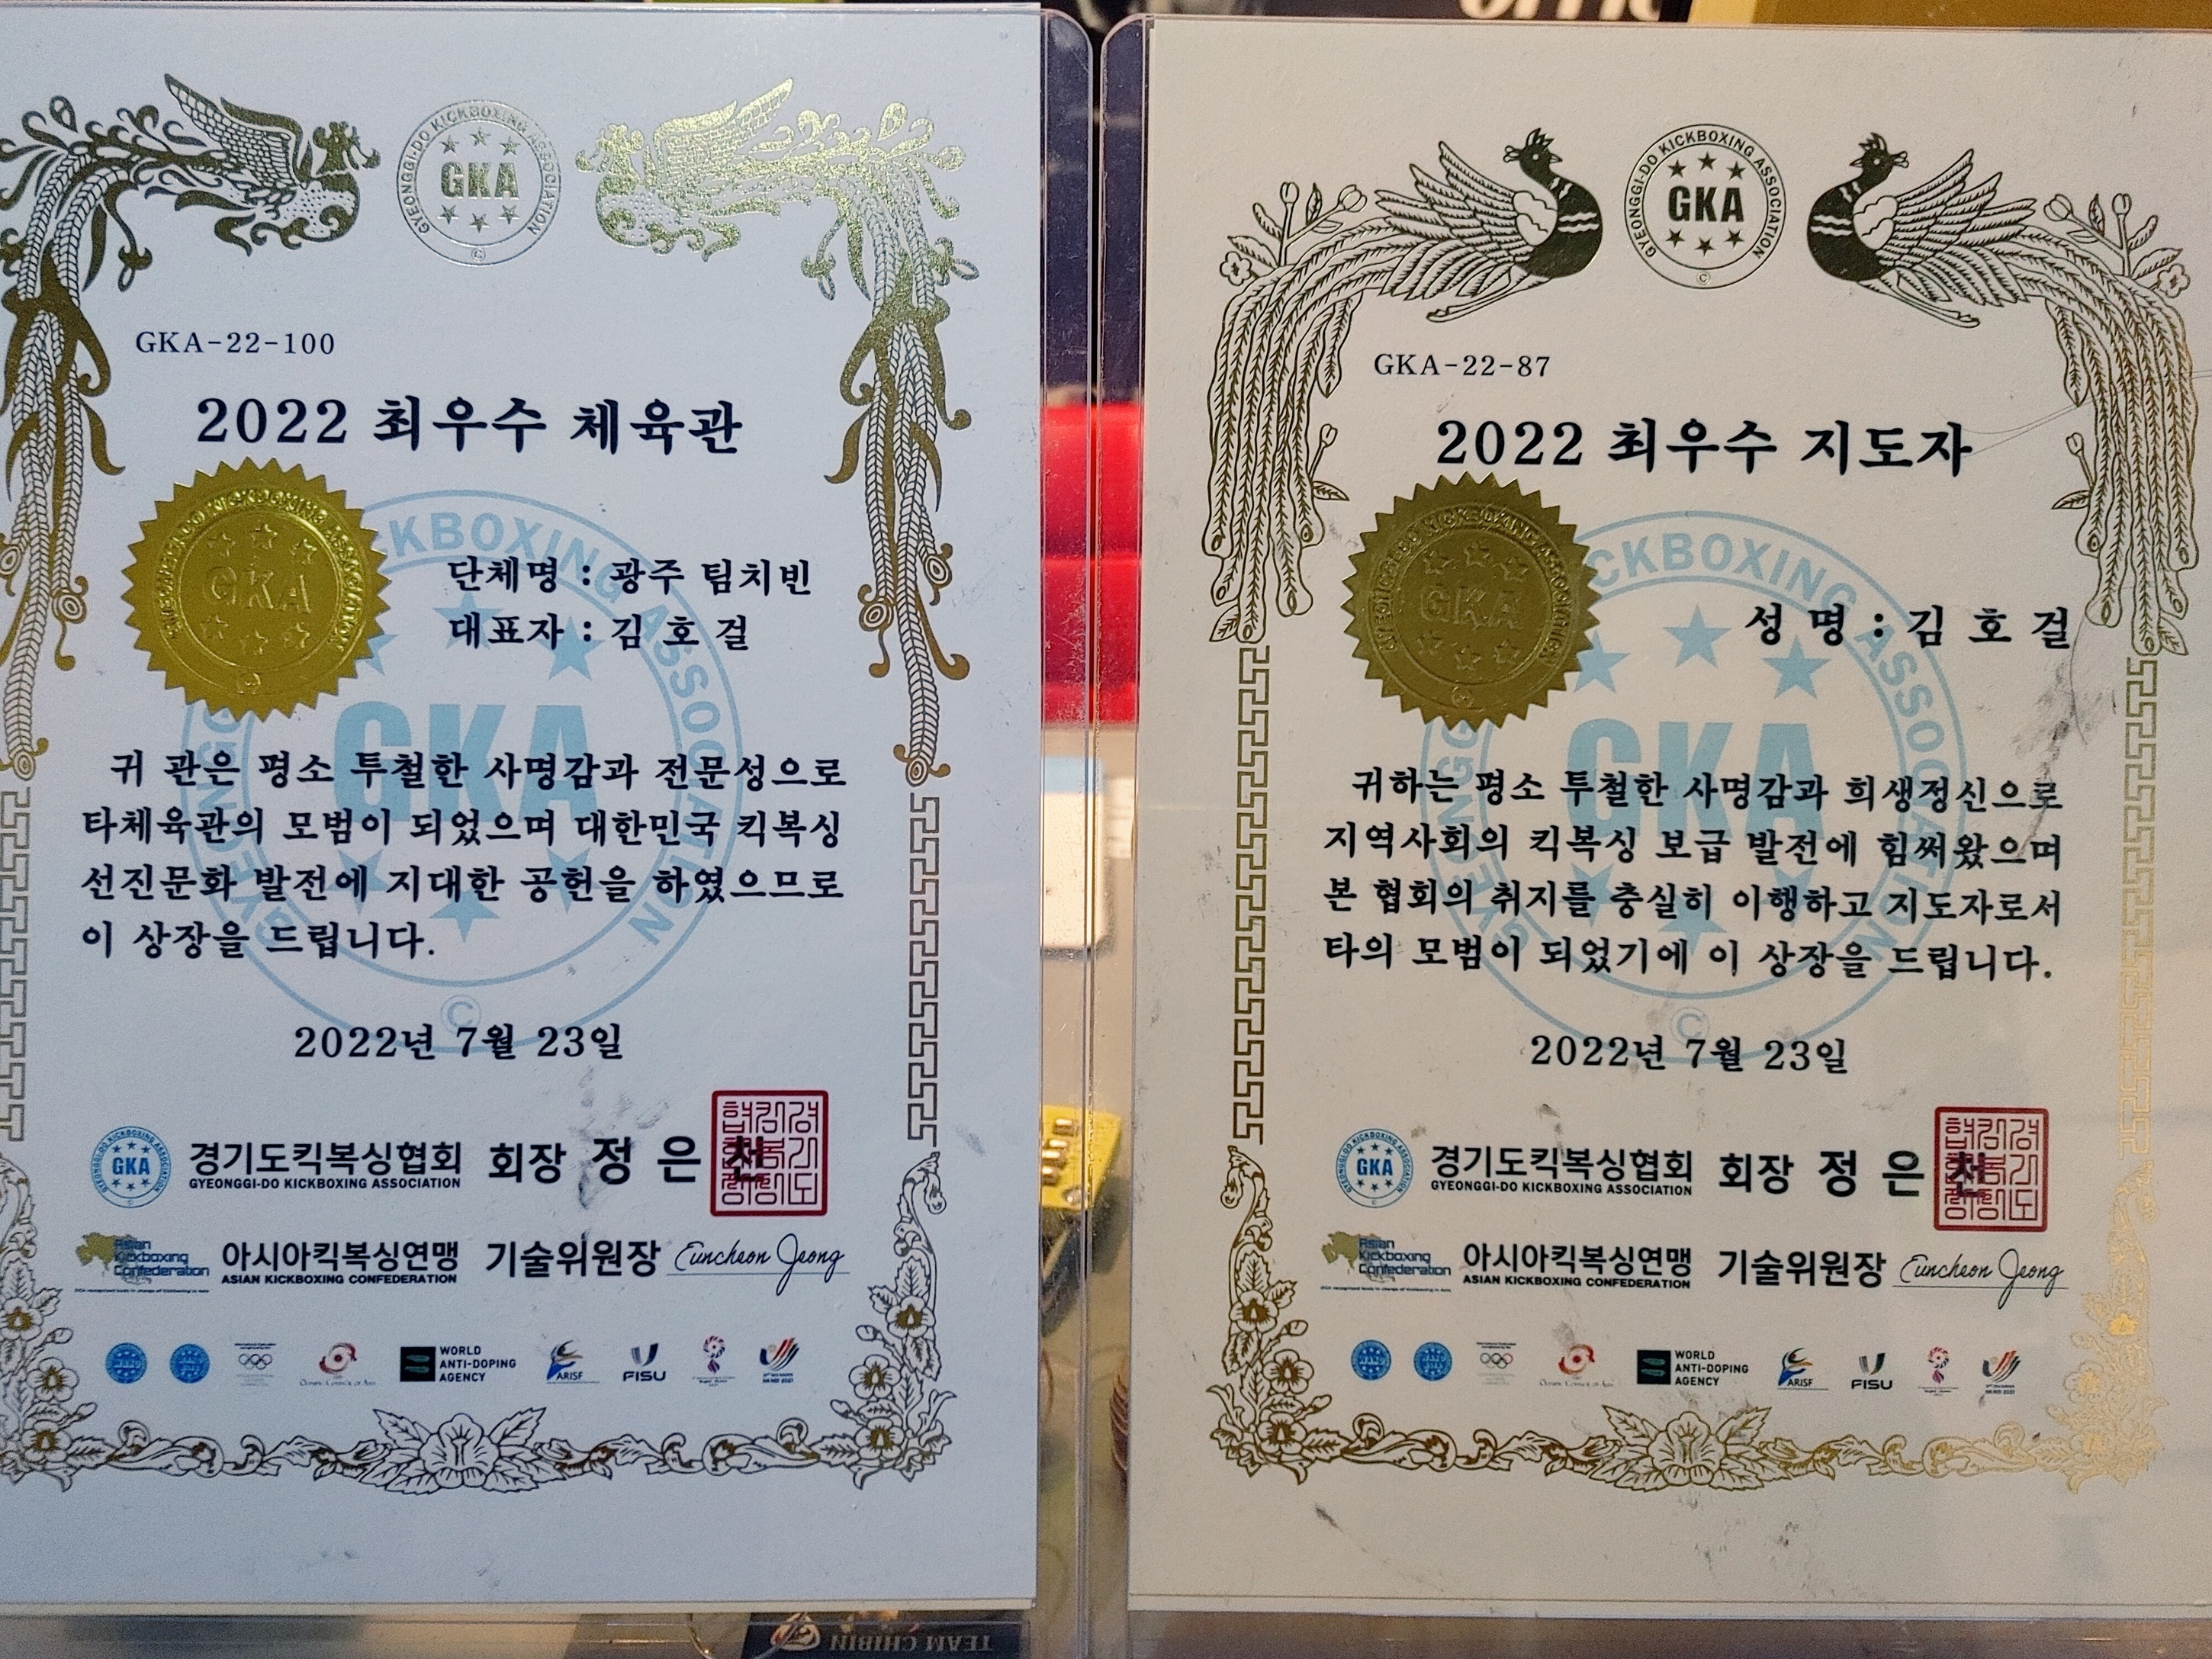 GYEONGGI-DO KICKBOXING ASSOCIATION
GKA
©
GKA-22-100
2022 최우수 체육관
GKA
단체명 : 광주 팀치빈
대표자 : 김 호 걸
귀 관은 평소 투철한 사명감과 전문성으로
타체육관의 모범이 되었으며 대한민국 킥복싱
선진문화 발전에 지대한 공헌을 하였으므로
이 상장을 드립니다.
2022년 7월 23일
GKA 경기도킥복싱협회 회장 정 은 천
GYEONGGI-DO KICKBOXING ASSOCIATION
Asian Kickboxing Confederation
아시아킥복싱연맹 기술위원장 Euncheon Jeong
ASIAN KICKBOXING CONFEDERATION
WORLD ANTI-DOPING AGENCY
ARISF
FISU
TEAM CHIBIN
GYEONGGI-DO KICKBOXING ASSOCIATION
GKA
©
GKA-22-87
2022 최우수 지도자
GKA
성 명 : 김 호 걸
귀하는 평소 투철한 사명감과 희생정신으로
지역사회의 킥복싱 보급 발전에 힘써왔으며
본 협회의 취지를 충실히 이행하고 지도자로서
타의 모범이 되었기에 이 상장을 드립니다.
2022년 7월 23일
GKA 경기도킥복싱협회 회장 정 은 천
GYEONGGI-DO KICKBOXING ASSOCIATION
Asian Kickboxing Confederation
아시아킥복싱연맹 기술위원장 Euncheon Jeong
ASIAN KICKBOXING CONFEDERATION
WORLD ANTI-DOPING AGENCY
ARISF
FISU